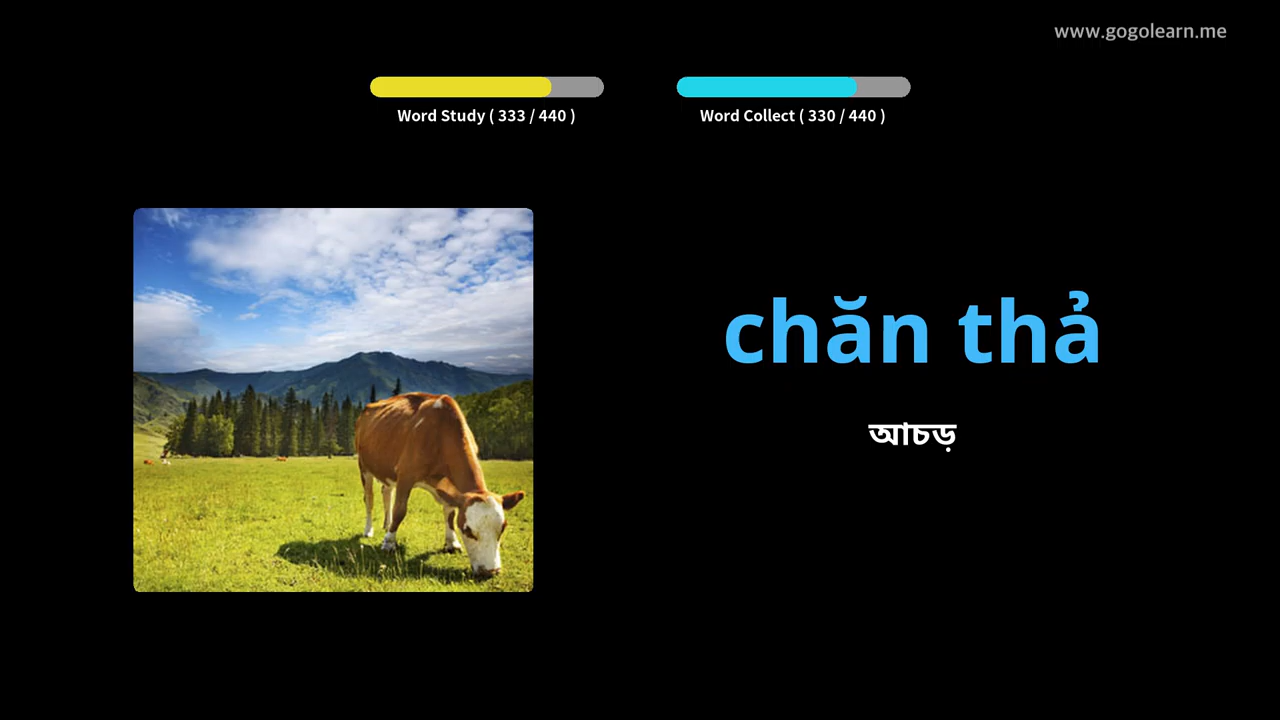 www.gogolearn.me
Word Study ( 333 / 440 )
Word Collect ( 330 / 440 )
chăn thả
আচড়